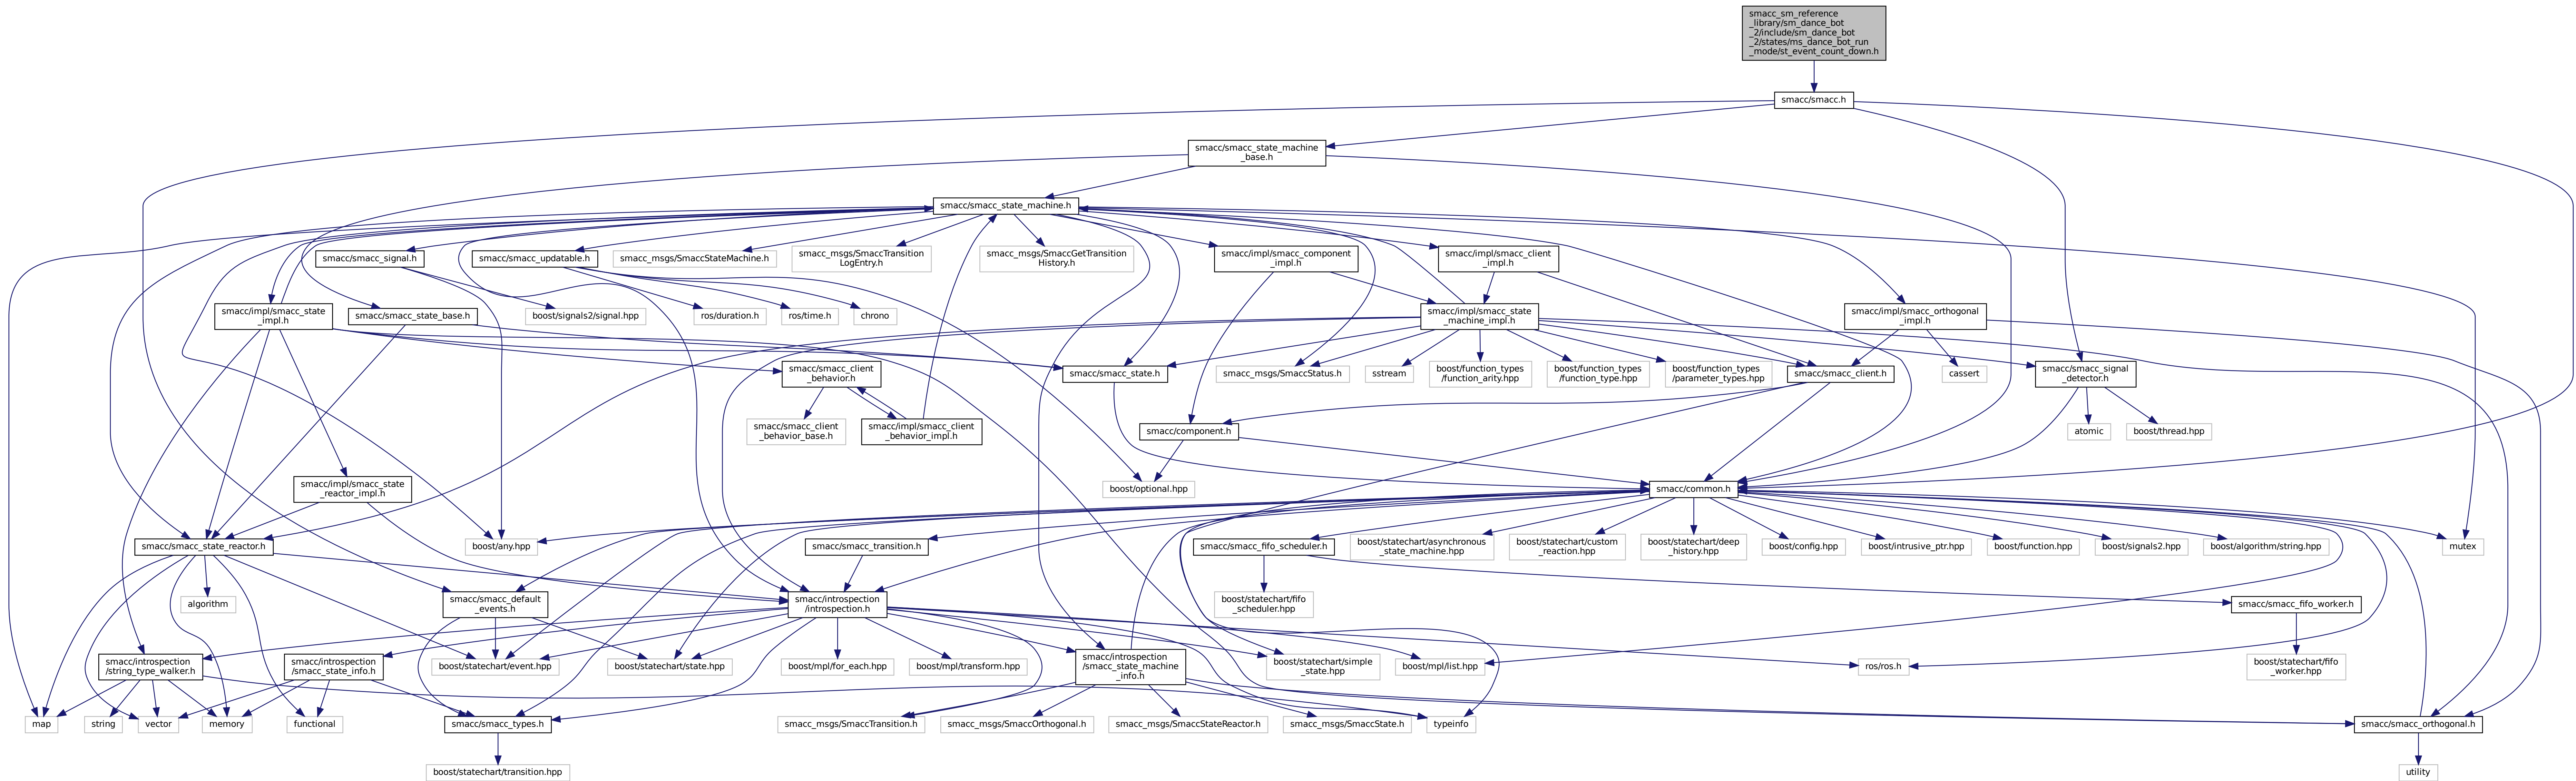 smacc_sm_reference
_library/sm_dance_bot
_2/include/sm_dance_bot
_2/states/ms_dance_bot_run
_mode/st_event_count_down.h
smacc/smacc.h
smacc/smacc_state_machine
_base.h
smacc/smacc_state_machine.h
smacc/smacc_signal.h
smacc/smacc_updatable.h
smacc_msgs/SmaccStateMachine.h
smacc_msgs/SmaccTransition
LogEntry.h
smacc_msgs/SmaccGetTransition
History.h
smacc/impl/smacc_component
_impl.h
smacc/impl/smacc_client
_impl.h
smacc/impl/smacc_state
_impl.h
smacc/smacc_state_base.h
boost/signals2/signal.hpp
ros/duration.h
ros/time.h
chrono
smacc/impl/smacc_state
_machine_impl.h
smacc/impl/smacc_orthogonal
_impl.h
smacc/smacc_client
_behavior.h
smacc/smacc_state.h
smacc_msgs/SmaccStatus.h
sstream
boost/function_types
/function_arity.hpp
boost/function_types
/function_type.hpp
boost/function_types
/parameter_types.hpp
smacc/smacc_client.h
cassert
smacc/smacc_signal
_detector.h
smacc/smacc_client
_behavior_base.h
smacc/impl/smacc_client
_behavior_impl.h
smacc/component.h
atomic
boost/thread.hpp
smacc/impl/smacc_state
_reactor_impl.h
boost/optional.hpp
smacc/common.h
smacc/smacc_state_reactor.h
boost/any.hpp
smacc/smacc_transition.h
smacc/smacc_fifo_scheduler.h
boost/statechart/asynchronous
_state_machine.hpp
boost/statechart/custom
_reaction.hpp
boost/statechart/deep
_history.hpp
boost/config.hpp
boost/intrusive_ptr.hpp
boost/function.hpp
boost/signals2.hpp
boost/algorithm/string.hpp
mutex
algorithm
smacc/smacc_default
_events.h
smacc/introspection
/introspection.h
boost/statechart/fifo
_scheduler.hpp
smacc/smacc_fifo_worker.h
smacc/introspection
/string_type_walker.h
smacc/introspection
/smacc_state_info.h
boost/statechart/event.hpp
boost/statechart/state.hpp
boost/mpl/for_each.hpp
boost/mpl/transform.hpp
smacc/introspection
/smacc_state_machine
_info.h
boost/statechart/simple
_state.hpp
boost/mpl/list.hpp
ros/ros.h
boost/statechart/fifo
_worker.hpp
map
string
vector
memory
functional
smacc/smacc_types.h
smacc_msgs/SmaccTransition.h
smacc_msgs/SmaccOrthogonal.h
smacc_msgs/SmaccStateReactor.h
smacc_msgs/SmaccState.h
typeinfo
smacc/smacc_orthogonal.h
boost/statechart/transition.hpp
utility